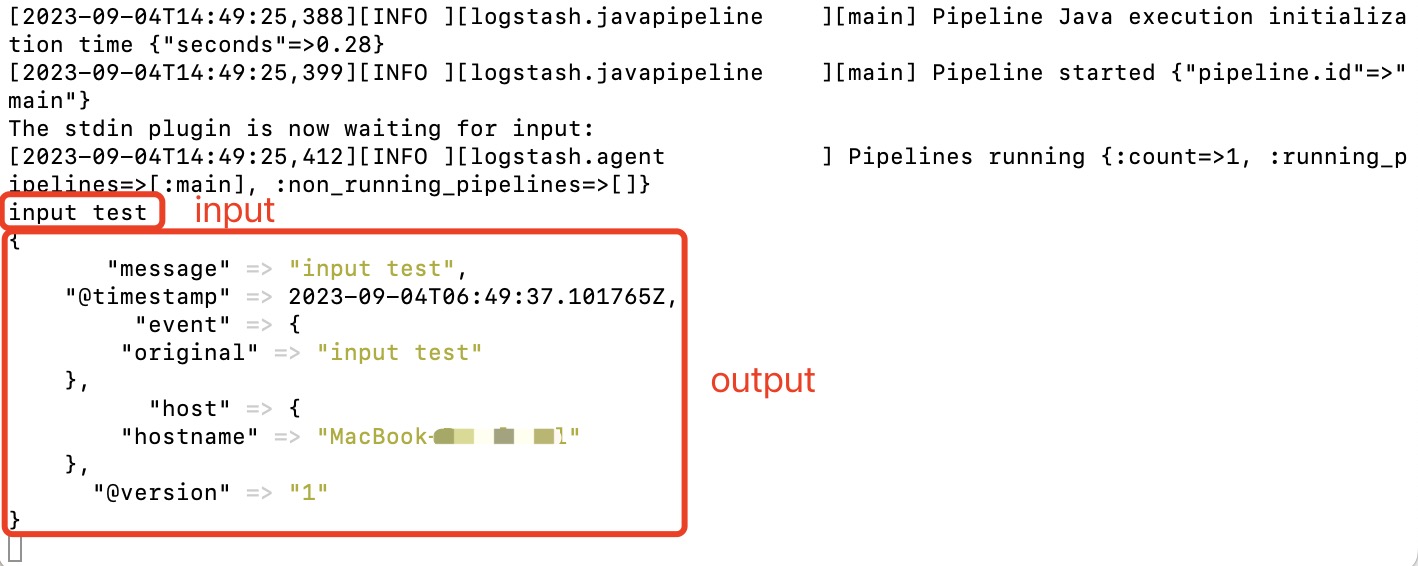 [2023-09-04T14:49:25,388][INFO ][logstash.javapipeline    ][main] Pipeline Java execution initializa
tion time {"seconds"=>0.28}
[2023-09-04T14:49:25,399][INFO ][logstash.javapipeline    ][main] Pipeline started {"pipeline.id"=>"
main"}
The stdin plugin is now waiting for input:
[2023-09-04T14:49:25,412][INFO ][logstash.agent           ] Pipelines running {:count=>1, :running_p
ipelines=>[:main], :non_running_pipelines=>[]}
input test input
{
"message" => "input test",
"@timestamp" => 2023-09-04T06:49:37.101765Z,
"event" => {
"original" => "input test"
},
output
"host" => {
"hostname" => "MacBook- l"
},
"@version" => "1"
}